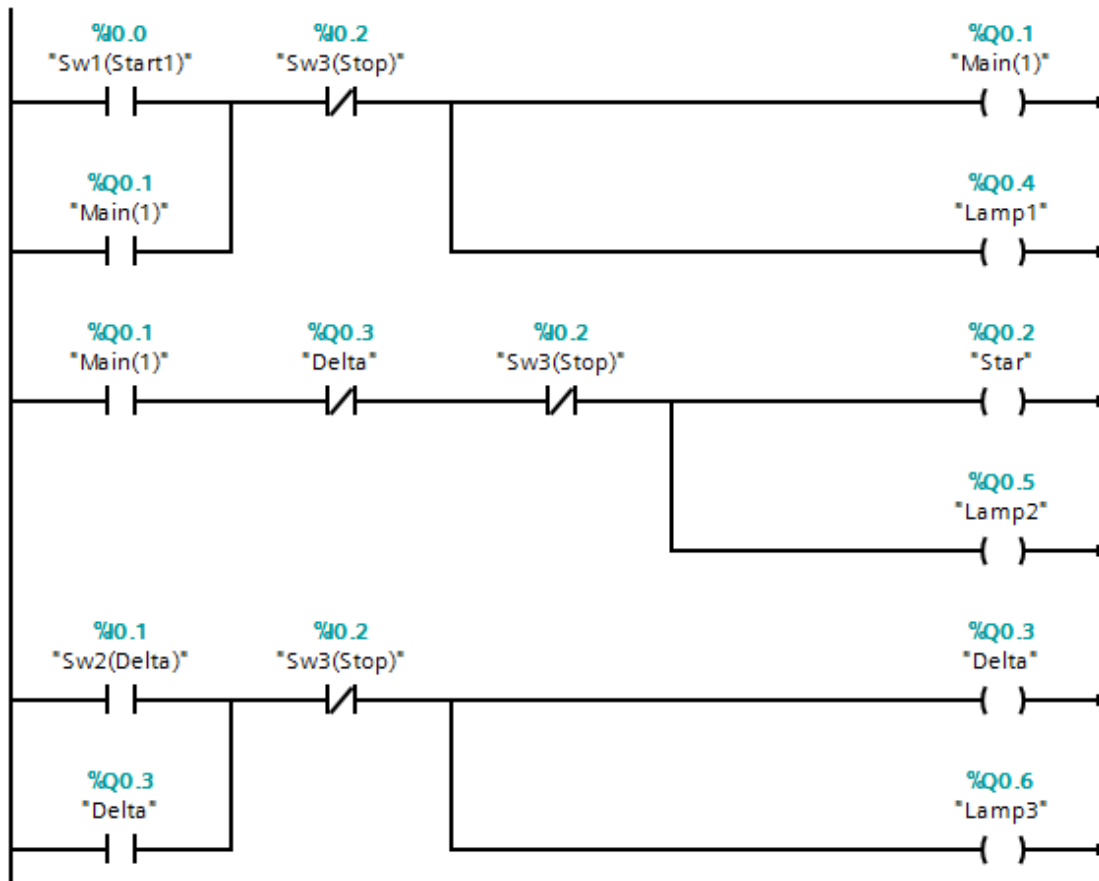 %I0.0
"Sw1(Start1)"
%I0.2
"Sw3(Stop)"
%Q0.1
"Main(1)"
%Q0.1
"Main(1)"
%Q0.4
"Lamp1"
%Q0.1
"Main(1)"
%Q0.3
"Delta"
%I0.2
"Sw3(Stop)"
%Q0.2
"Star"
%Q0.5
"Lamp2"
%I0.1
"Sw2(Delta)"
%I0.2
"Sw3(Stop)"
%Q0.3
"Delta"
%Q0.3
"Delta"
%Q0.6
"Lamp3"